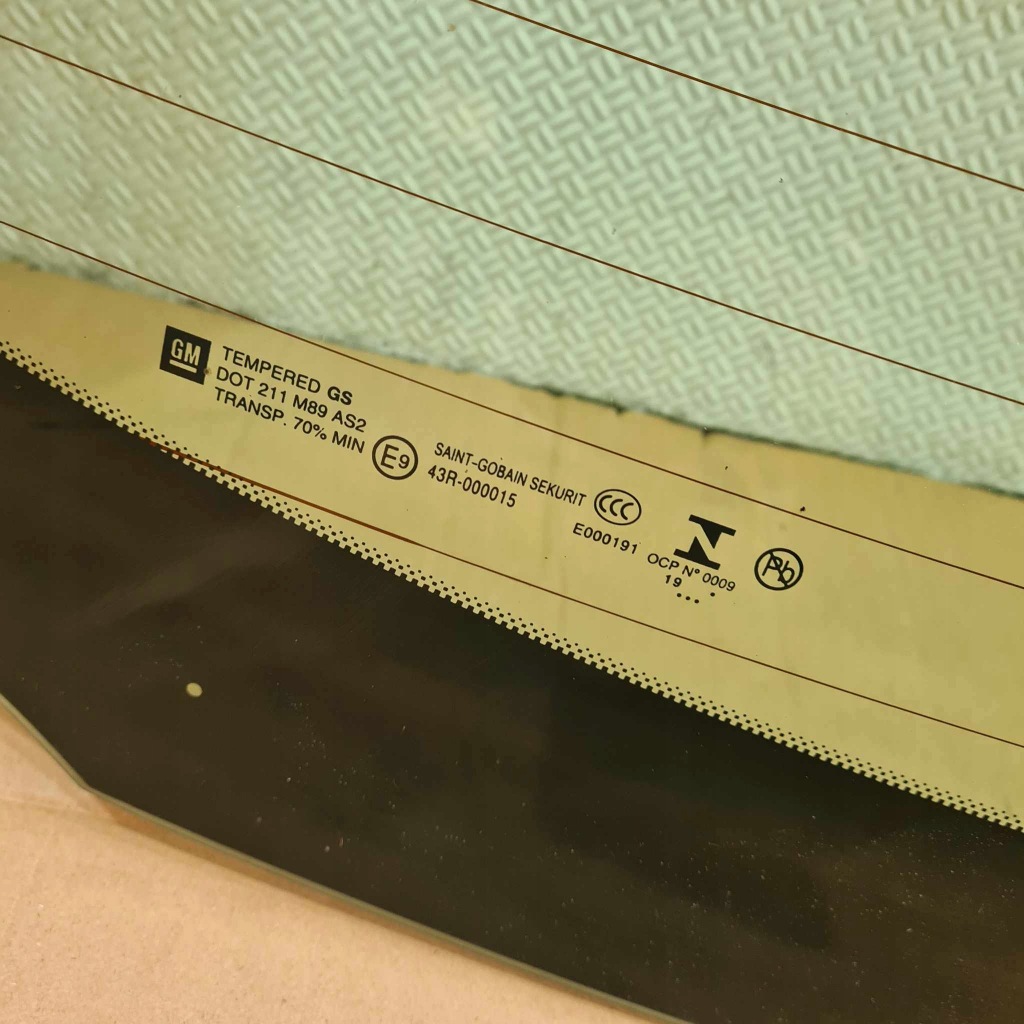 GM
TEMPERED GS
DOT 211 M89 AS2
TRANSP. 70% MIN
E9
SAINT-GOBAIN SEKURIT
43R-000015
CCC
E000191
OCP Nº 0009
19
Pb